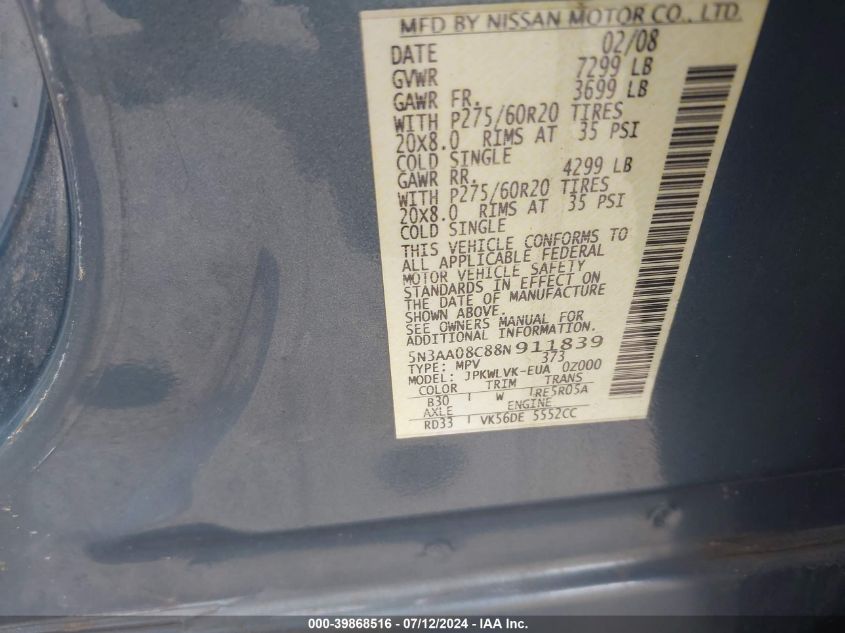 MFD BY NISSAN MOTOR CO., LTD.
DATE 02/08
GVWR 7299 LB
GAWR FR. 3699 LB
WITH P275/60R20 TIRES
20X8.0 RIMS AT 35 PSI
COLD SINGLE
GAWR RR. 4299 LB
WITH P275/60R20 TIRES
20X8.0 RIMS AT 35 PSI
COLD SINGLE
THIS VEHICLE CONFORMS TO
ALL APPLICABLE FEDERAL
MOTOR VEHICLE SAFETY
STANDARDS IN EFFECT ON
THE DATE OF MANUFACTURE
SHOWN ABOVE.
SEE OWNERS MANUAL FOR
ADDITIONAL INFORMATION.
5N3AA08C88N911839
TYPE: MPV 373
MODEL: JPKWLVK-EUA 0Z000
COLOR TRIM TRANS
B30 W RE5R05A
AXLE ENGINE
RD33 VK56DE 5552CC
000-39868516 - 07/12/2024 - IAA Inc.